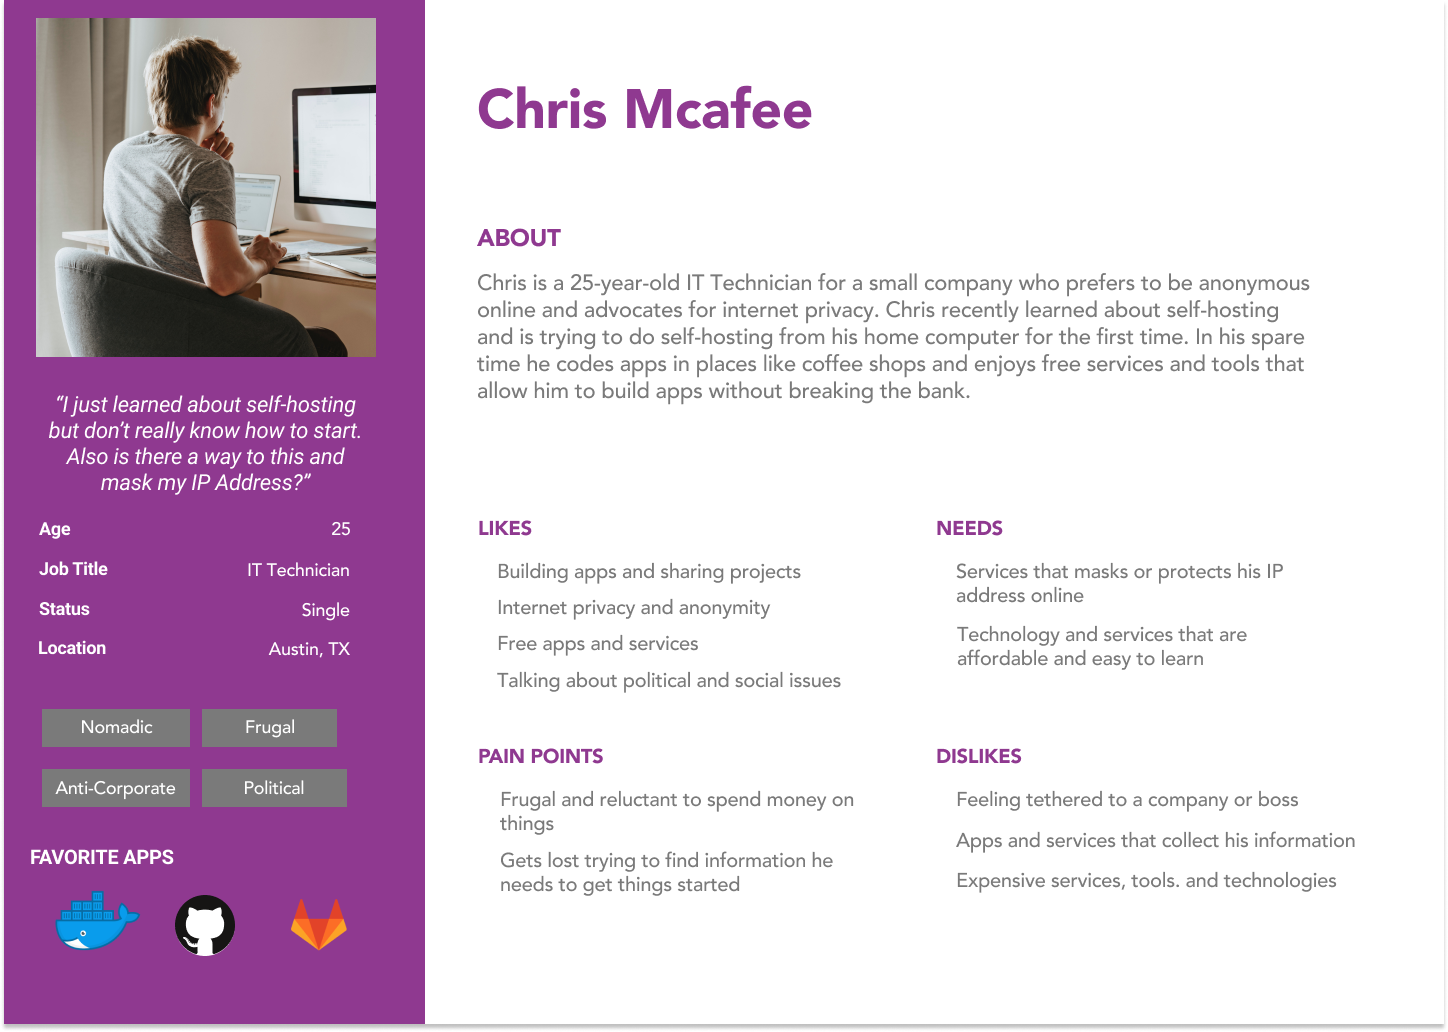 “I just learned about self-hosting
but don’t really know how to start.
Also is there a way to this and
mask my IP Address?”
Age 25
Job Title IT Technician
Status Single
Location Austin, TX
Nomadic Frugal
Anti-Corporate Political
FAVORITE APPS
Chris Mcafee
ABOUT
Chris is a 25-year-old IT Technician for a small company who prefers to be anonymous
online and advocates for internet privacy. Chris recently learned about self-hosting
and is trying to do self-hosting from his home computer for the first time. In his spare
time he codes apps in places like coffee shops and enjoys free services and tools that
allow him to build apps without breaking the bank.
LIKES
Building apps and sharing projects
Internet privacy and anonymity
Free apps and services
Talking about political and social issues
NEEDS
Services that masks or protects his IP
address online
Technology and services that are
affordable and easy to learn
PAIN POINTS
Frugal and reluctant to spend money on
things
Gets lost trying to find information he
needs to get things started
DISLIKES
Feeling tethered to a company or boss
Apps and services that collect his information
Expensive services, tools. and technologies